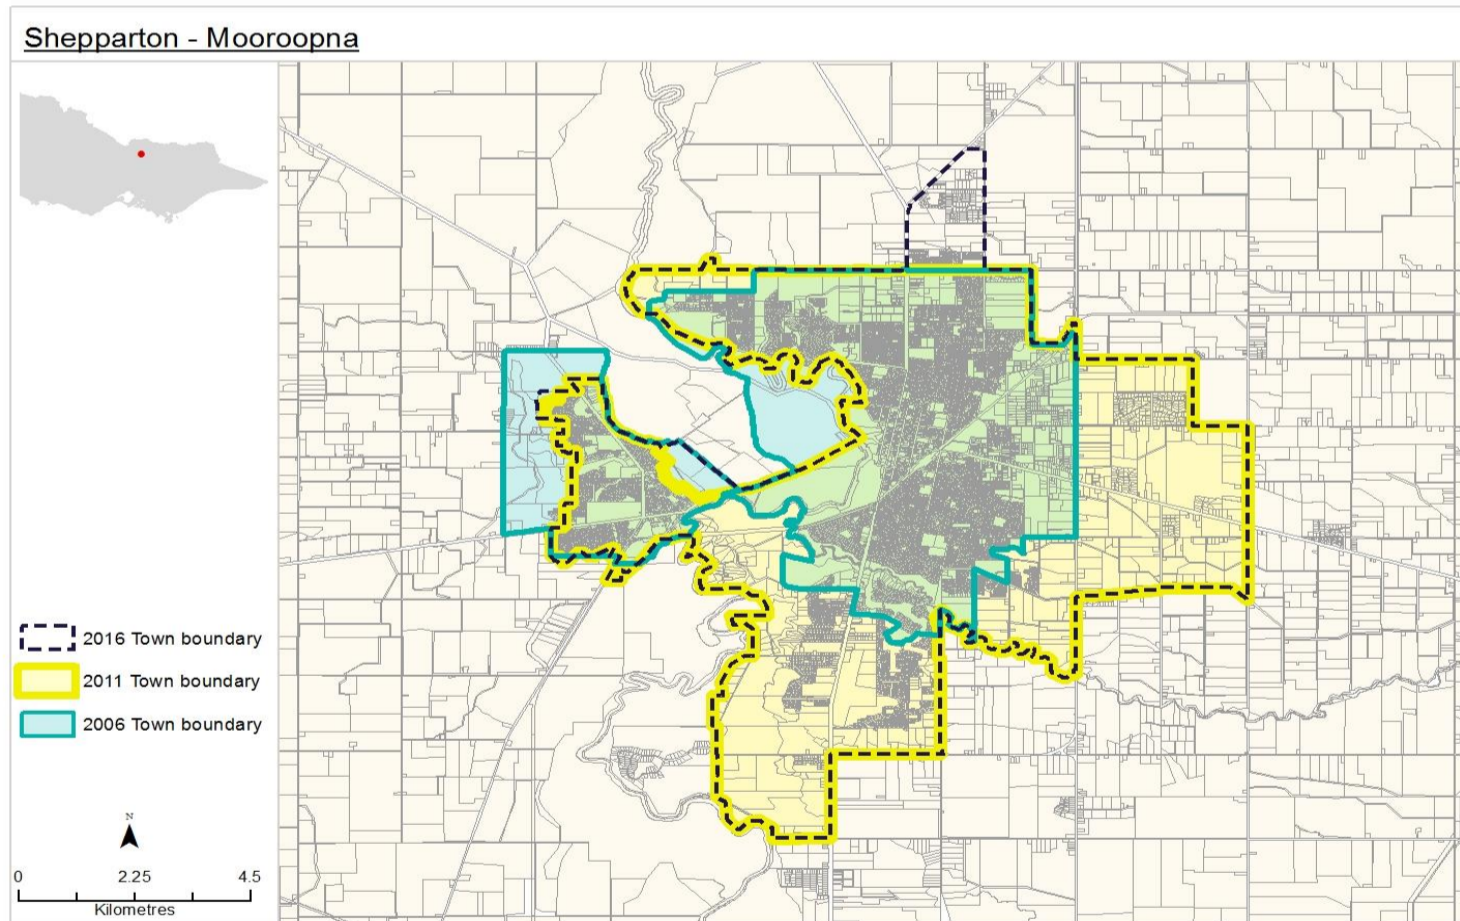 Shepparton - Mooroopna
2016 Town boundary
2011 Town boundary
2006 Town boundary
N
0 2.25 4.5
Kilometres